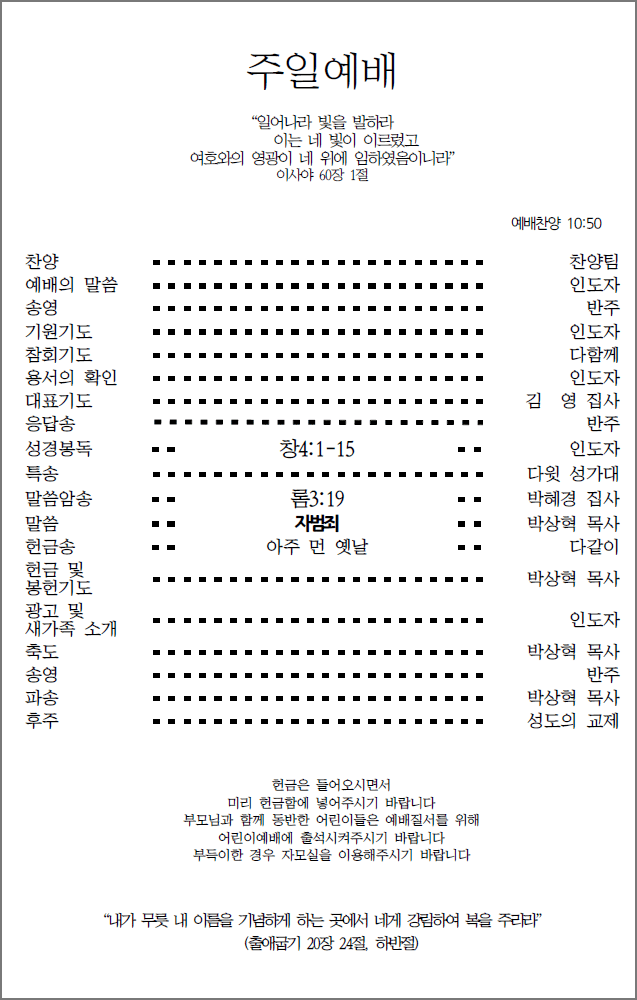 주일예배
“일어나라 빛을 발하라
이는 네 빛이 이르렀고
여호와의 영광이 네 위에 임하였음이니라”
이사야 60장 1절
예배찬양 10:50
찬양 찬양팀
예배의 말씀 인도자
송영 반주
기원기도 인도자
참회기도 다함께
용서의 확인 인도자
대표기도 김 영 집사
응답송 반주
성경봉독 창4:1-15 인도자
특송 다윗 성가대
말씀암송 롬3:19 박혜경 집사
말씀 자범죄 박상혁 목사
헌금송 아주 먼 옛날 다같이
헌금 및
봉헌기도 박상혁 목사
광고 및
새가족 소개 인도자
축도 박상혁 목사
송영 반주
파송 박상혁 목사
후주 성도의 교제
헌금은 들어오시면서
미리 헌금함에 넣어주시기 바랍니다
부모님과 함께 동반한 어린이들은 예배질서를 위해
어린이예배에 출석시켜주시기 바랍니다
부득이한 경우 자모실을 이용해주시기 바랍니다
“내가 무릇 내 이름을 기념하게 하는 곳에서 네게 강림하여 복을 주리라”
(출애굽기 20장 24절, 하반절)